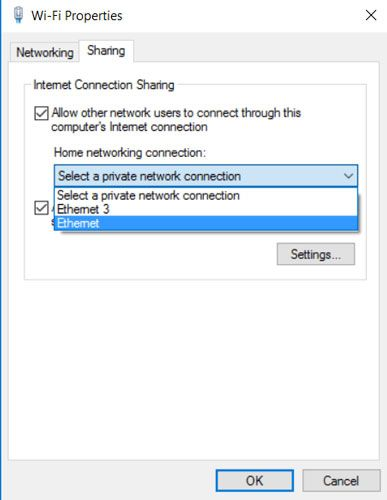 Wi-Fi Properties
Networking
Sharing
Internet Connection Sharing
Allow other network users to connect through this
computer's Internet connection
Home networking connection:
Select a private network connection
Select a private network connection
Ethernet 3
Ethernet
Settings...
OK
Cancel